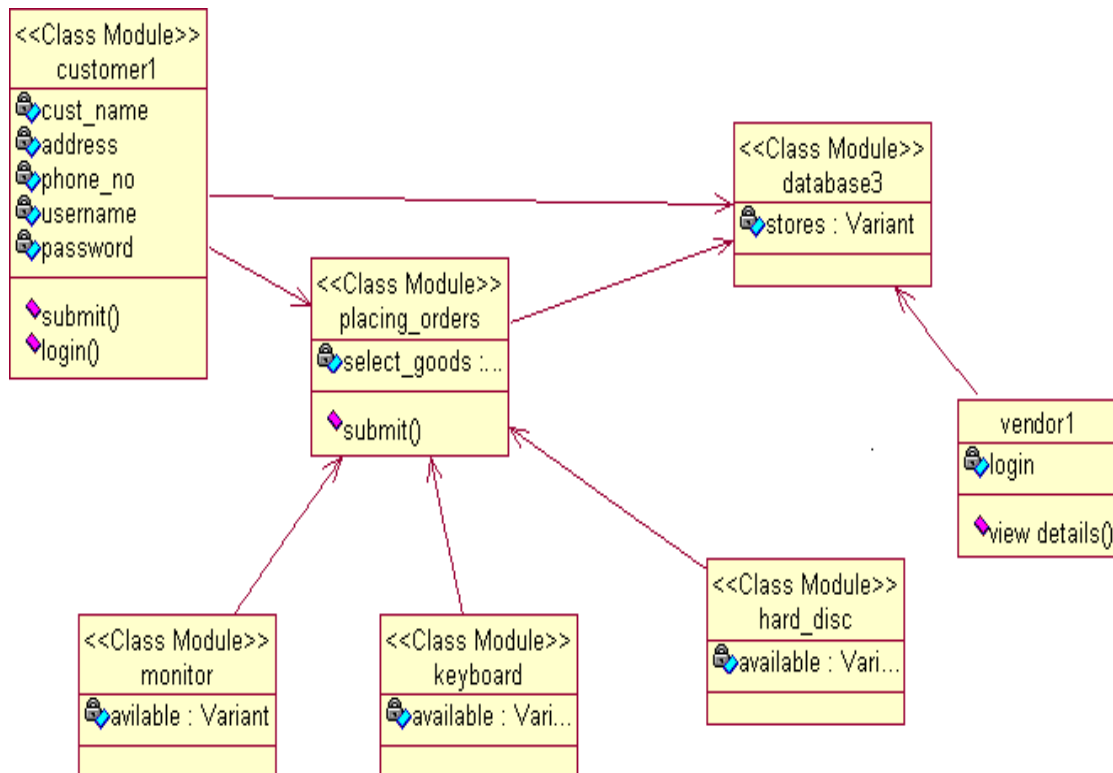 <<Class Module>>
customer1
cust_name
address
phone_no
username
password
submit()
login()
<<Class Module>>
database3
stores : Variant
<<Class Module>>
placing_orders
select_goods :...
submit()
vendor1
login
view details()
<<Class Module>>
monitor
avilable : Variant
<<Class Module>>
keyboard
available : Vari...
<<Class Module>>
hard_disc
available : Vari...